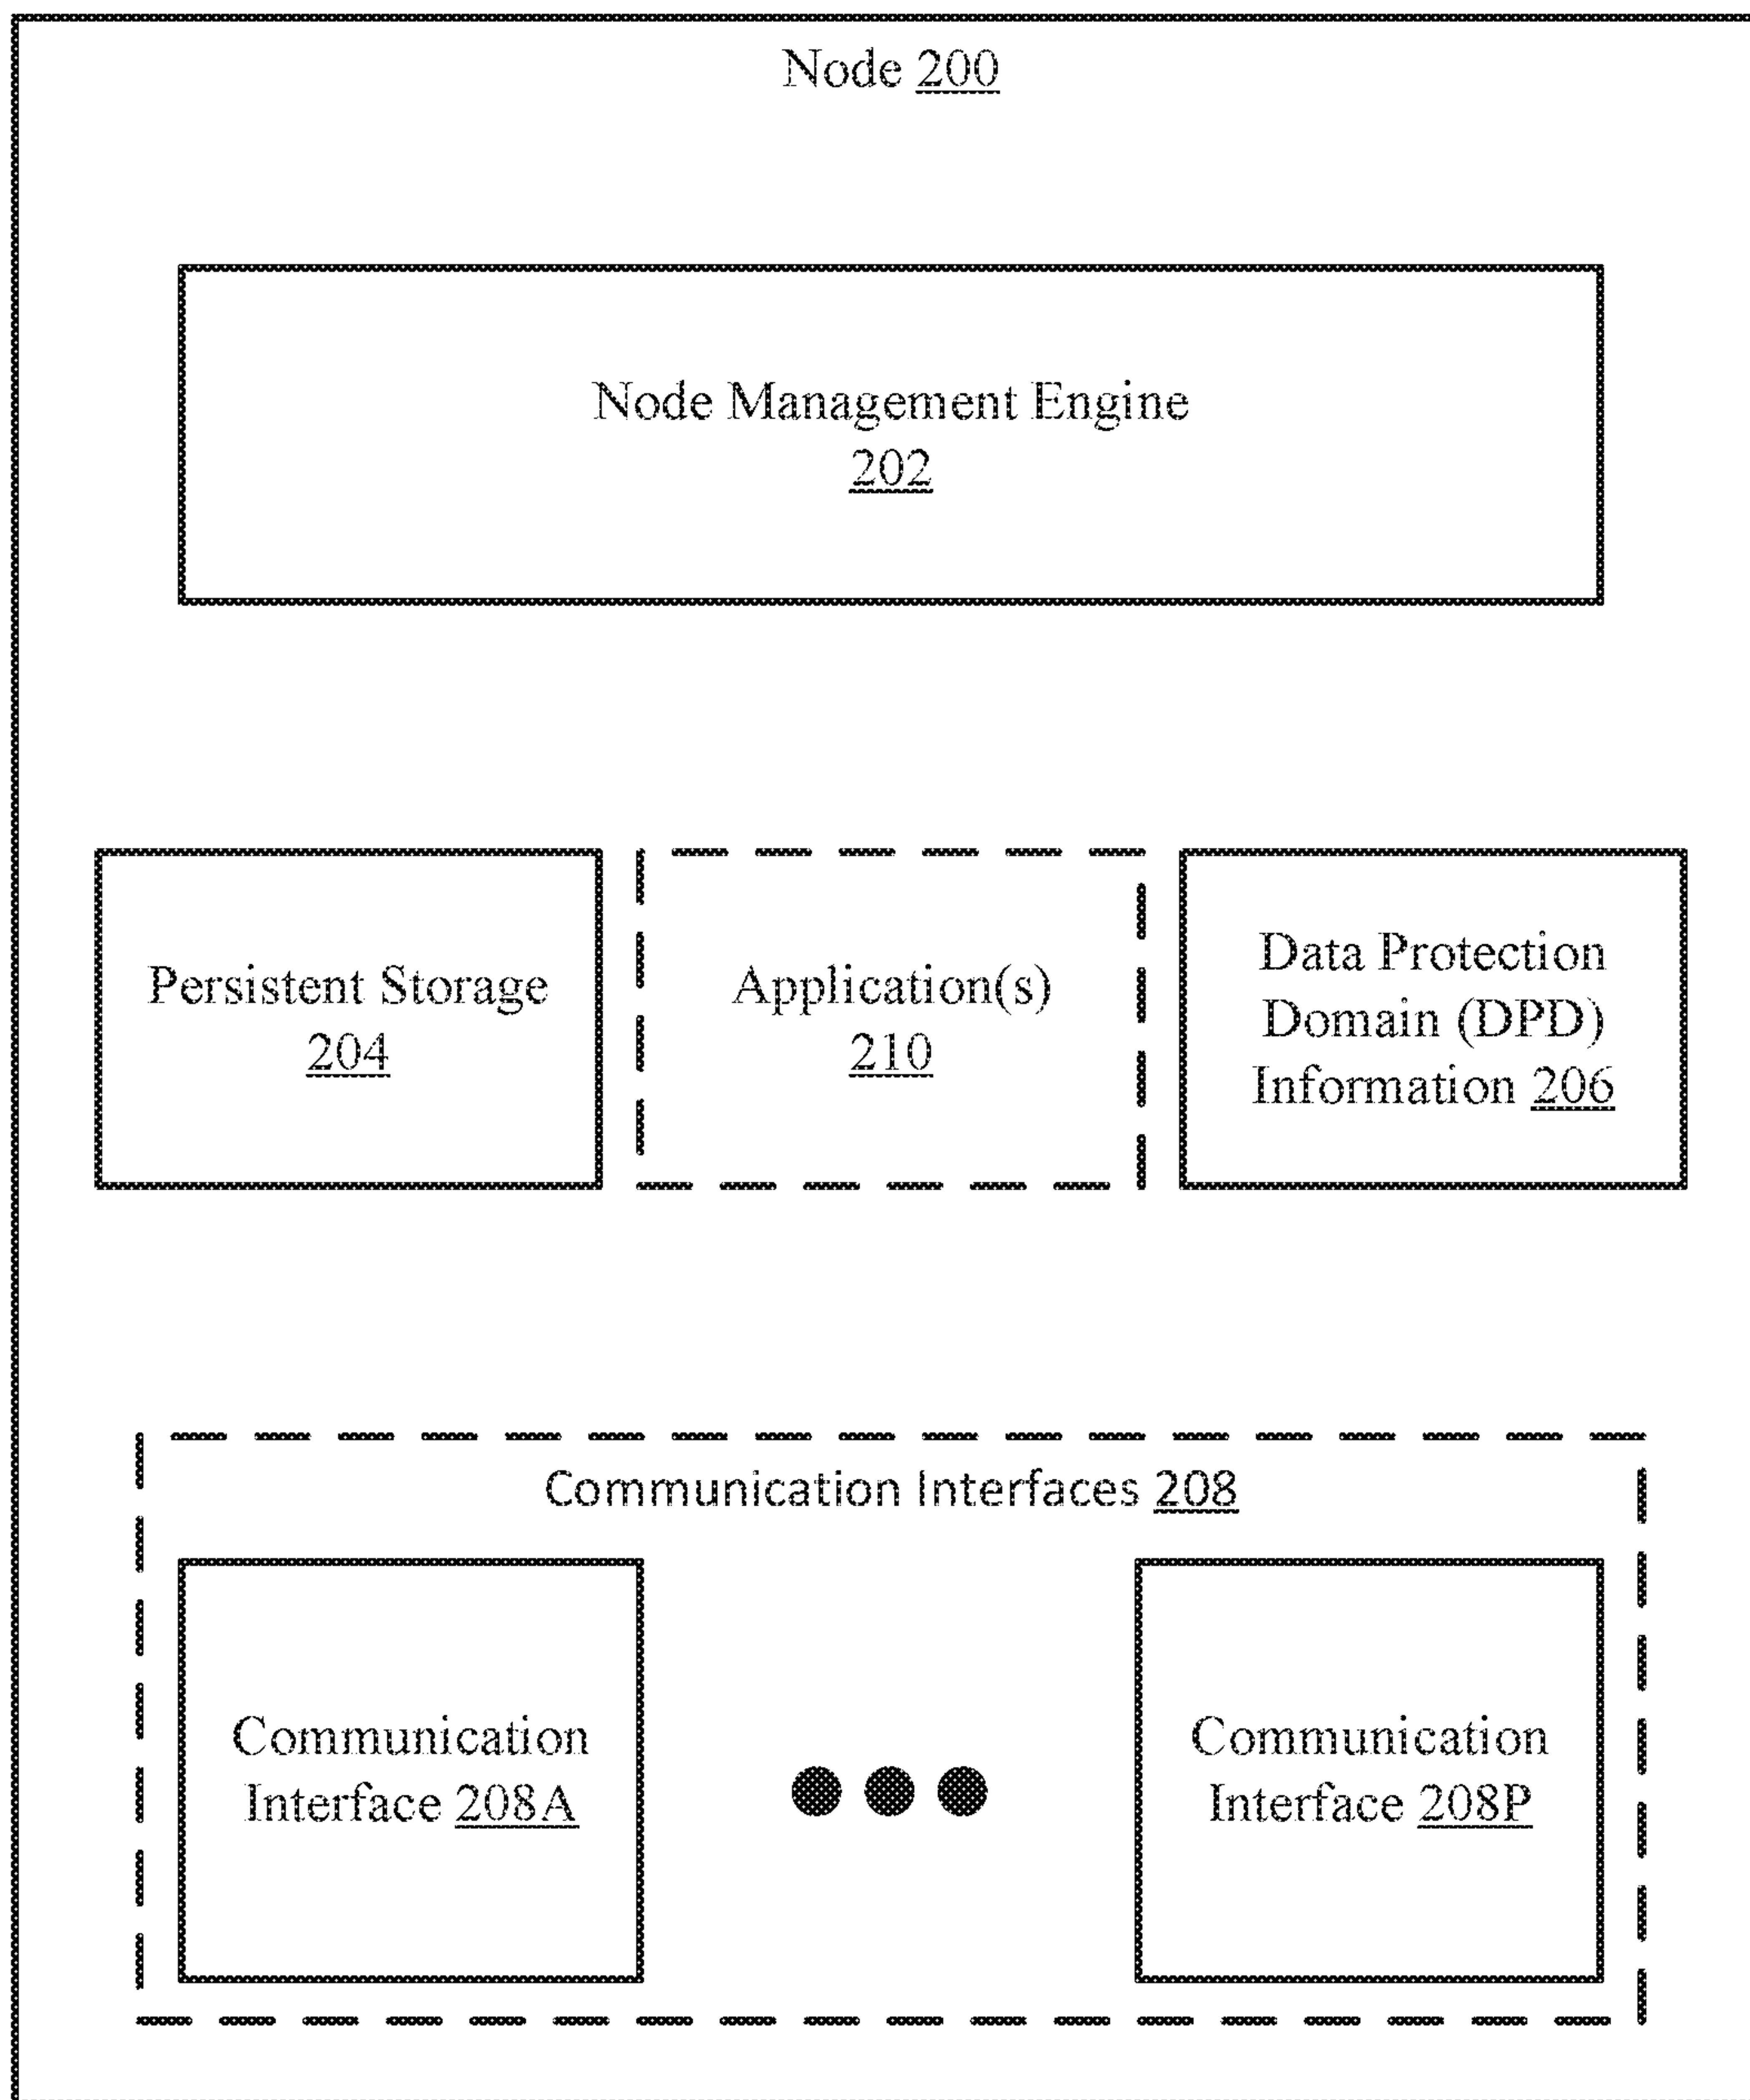 Node 200
Node Management Engine
202
Persistent Storage
204
Application(s)
210
Data Protection
Domain (DPD)
Information 206
Communication Interfaces 208
Communication
Interface 208A
Communication
Interface 208P